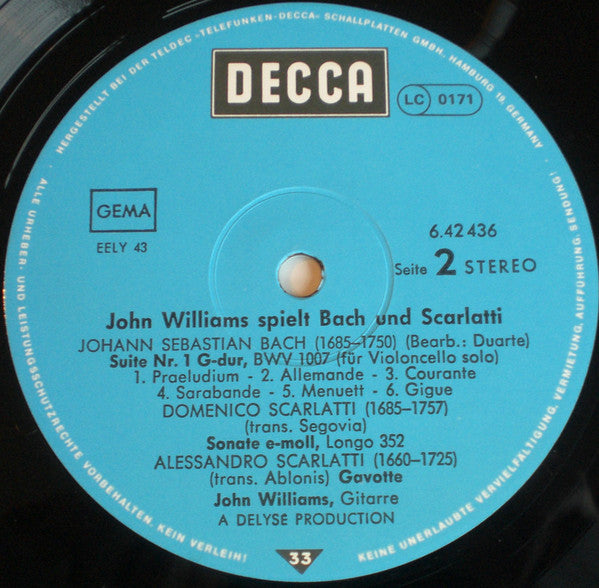 HERGESTELLT BEI DER TELDEC »TELEFUNKEN-DECCA« SCHALLPLATTEN GMBH, HAMBURG 19, GERMANY ·
DECCA
LC 0171
GEMA
EELY 43
6.42 436
Seite 2 STEREO
John Williams spielt Bach und Scarlatti
JOHANN SEBASTIAN BACH (1685-1750) (Bearb.: Duarte)
Suite Nr. 1 G-dur, BWV 1007 (für Violoncello solo)
1. Praeludium - 2. Allemande - 3. Courante
4. Sarabande - 5. Menuett - 6. Gigue
DOMENICO SCARLATTI (1685-1757)
(trans. Segovia)
Sonate e-moll, Longo 352
ALESSANDRO SCARLATTI (1660-1725)
(trans. Ablonis) Gavotte
John Williams, Gitarre
A DELYSÉ PRODUCTION
33
· ALLE URHEBER- UND LEISTUNGSSCHUTZRECHTE VORBEHALTEN. KEIN VERLEIH!
KEINE UNERLAUBTE VERVIELFÄLTIGUNG, VERMIETUNG, AUFFÜHRUNG, SENDUNG!